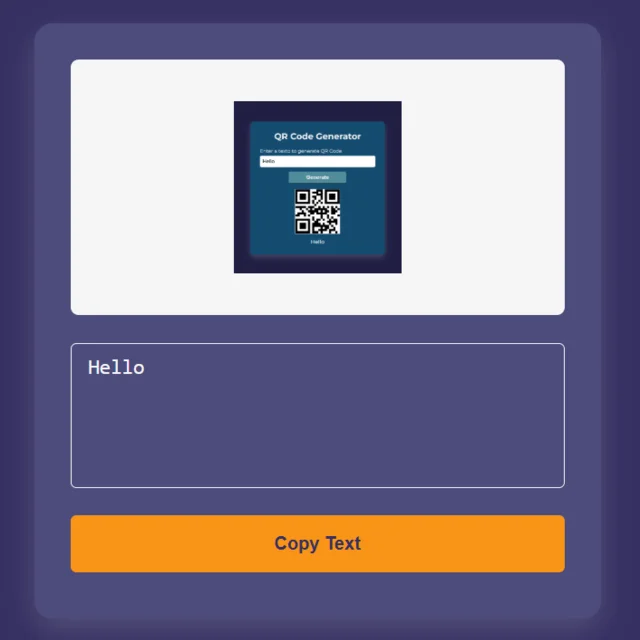 QR Code Generator
Enter a texto to generate QR Code
Hello
Generate
Hello
Hello
Copy Text